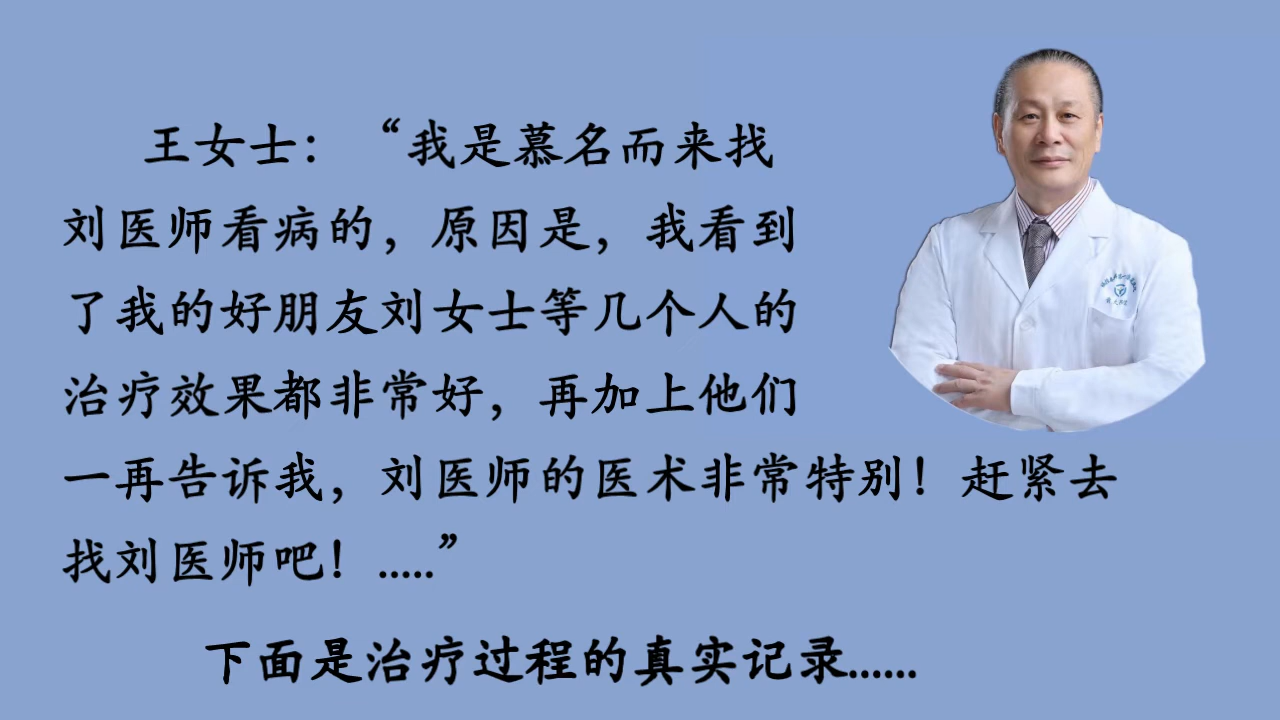 王女士：“我是慕名而来找
刘医师看病的，原因是，我看到
了我的好朋友刘女士等几个人的
治疗效果都非常好，再加上他们
一再告诉我，刘医师的医术非常特别！赶紧去
找刘医师吧！.....”
下面是治疗过程的真实记录......